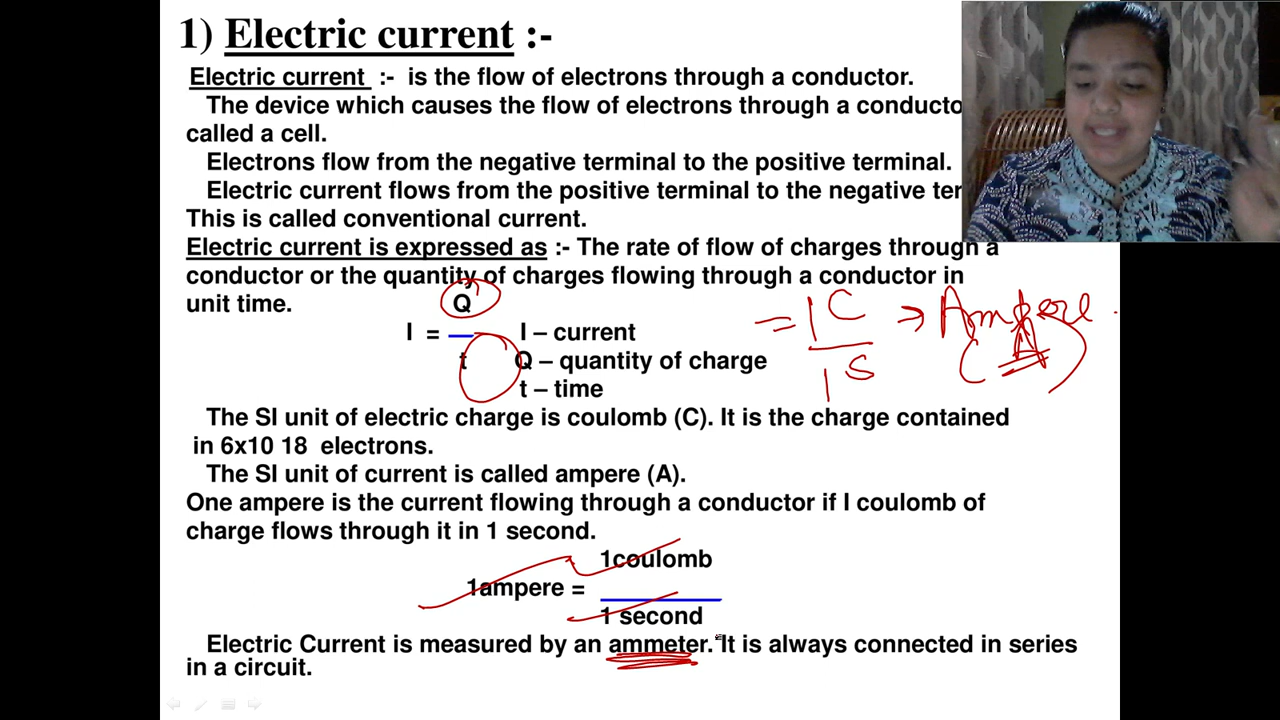 1) Electric current :-
Electric current :- is the flow of electrons through a conductor.
The device which causes the flow of electrons through a conducto
called a cell.
Electrons flow from the negative terminal to the positive terminal.
Electric current flows from the positive terminal to the negative ter
This is called conventional current.
Electric current is expressed as :- The rate of flow of charges through a
conductor or the quantity of charges flowing through a conductor in
unit time.
Q
I = I – current
t Q – quantity of charge
t – time
= 1 C ⇒ Ampere
1 S (A)
The SI unit of electric charge is coulomb (C). It is the charge contained
in 6x10 18 electrons.
The SI unit of current is called ampere (A).
One ampere is the current flowing through a conductor if I coulomb of
charge flows through it in 1 second.
1coulomb
1ampere =
1 second
Electric Current is measured by an ammeter. It is always connected in series
in a circuit.